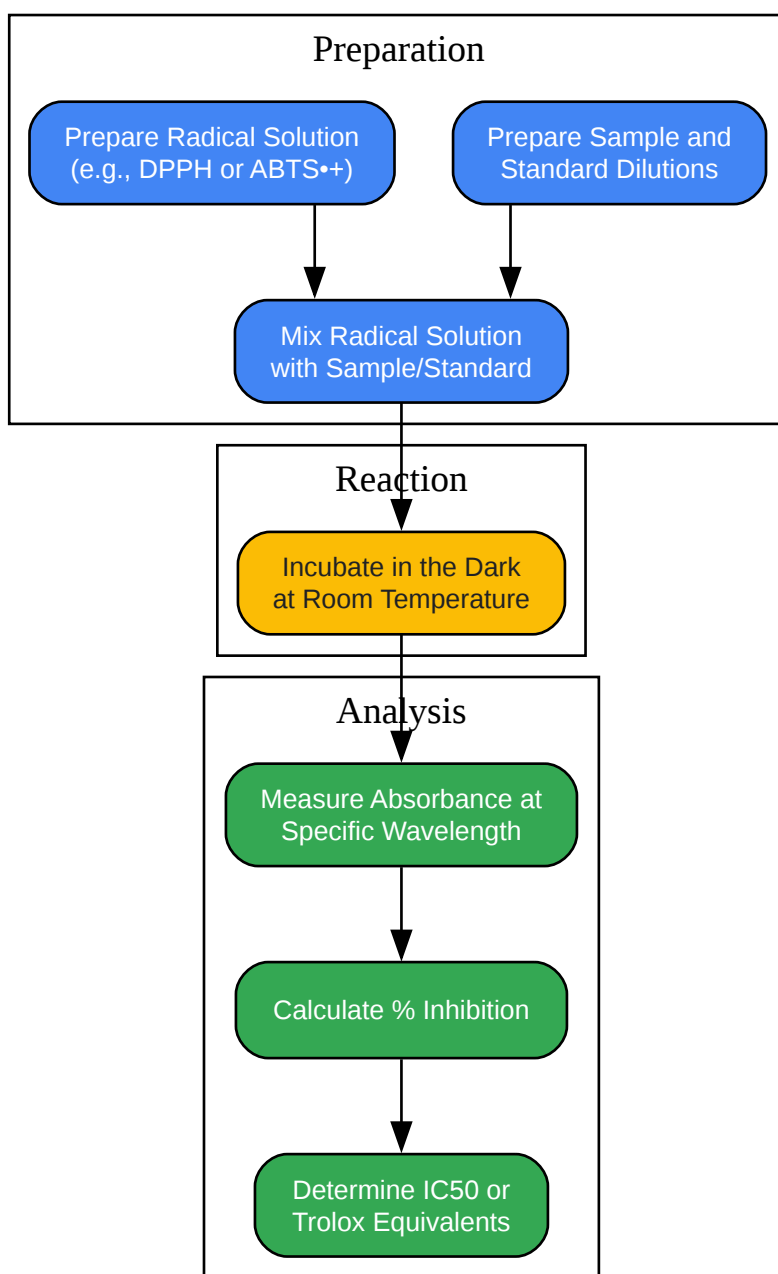 Preparation
Prepare Radical Solution
(e.g., DPPH or ABTS•+)
Prepare Sample and
Standard Dilutions
Mix Radical Solution
with Sample/Standard
Reaction
Incubate in the Dark
at Room Temperature
Analysis
Measure Absorbance at
Specific Wavelength
Calculate % Inhibition
Determine IC50 or
Trolox Equivalents